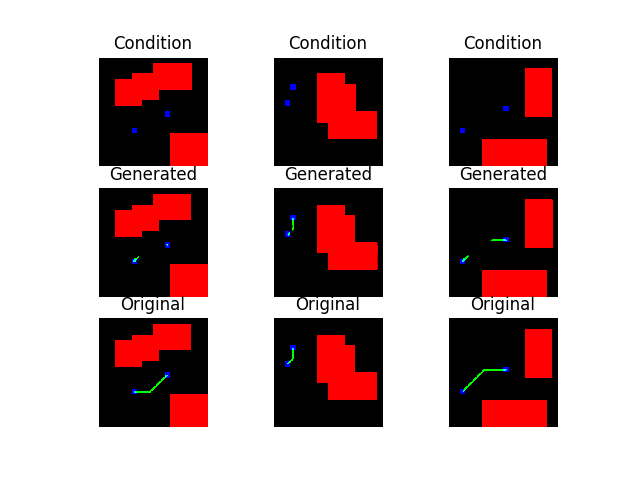 Condition Condition Condition
Generated Generated Generated
Original Original Original